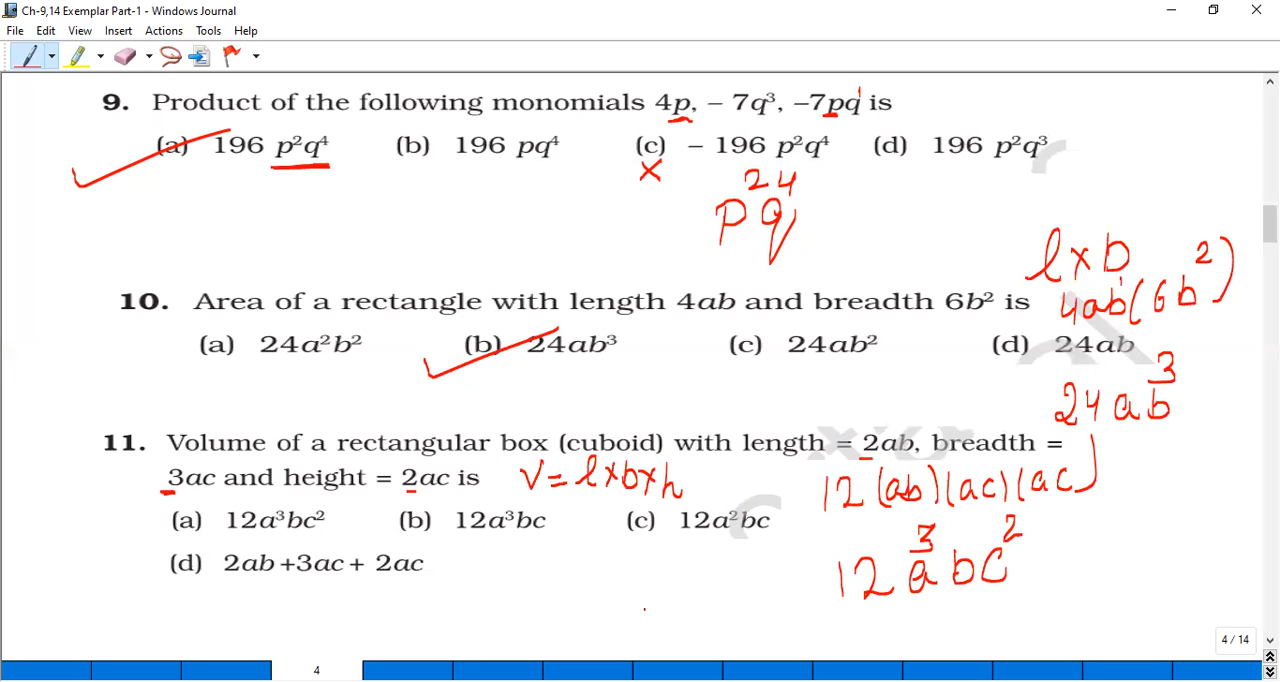 Ch-9,14 Exemplar Part-1 - Windows Journal
File Edit View Insert Actions Tools Help
9. Product of the following monomials 4p, – 7q³, –7pq¹ is
(a) 196 p²q⁴ (b) 196 pq⁴ (c) – 196 p²q⁴ (d) 196 p²q³
x
p²q⁴
l×b
10. Area of a rectangle with length 4ab and breadth 6b² is 4ab¹(6b²)
(a) 24a²b² (b) 24ab³ (c) 24ab² (d) 24ab
24ab³
11. Volume of a rectangular box (cuboid) with length = 2ab, breadth =
3ac and height = 2ac is V=l×b×h 12(ab)(ac)(ac)
(a) 12a³bc² (b) 12a³bc (c) 12a²bc
(d) 2ab +3ac + 2ac 12a³bc²
4 / 14
4